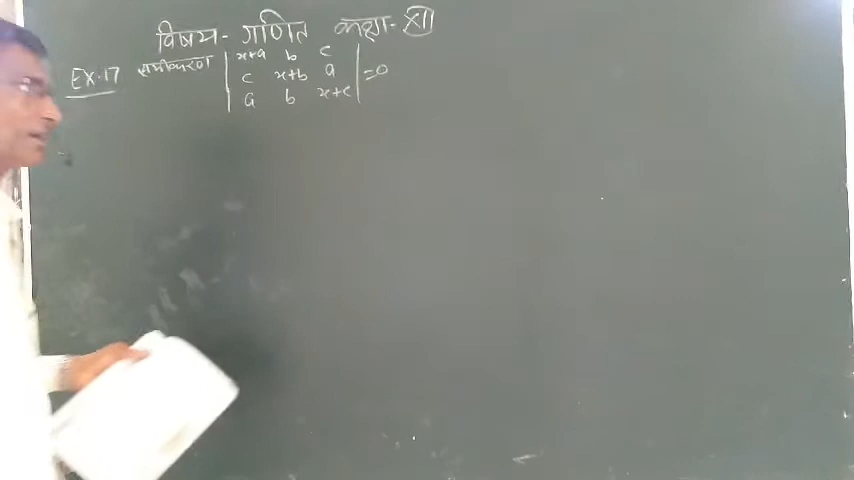 विषय- गणित कक्षा- XII
EX.17 समीकरण | x+a b c |
| c x+b a | =0
| a b x+c |